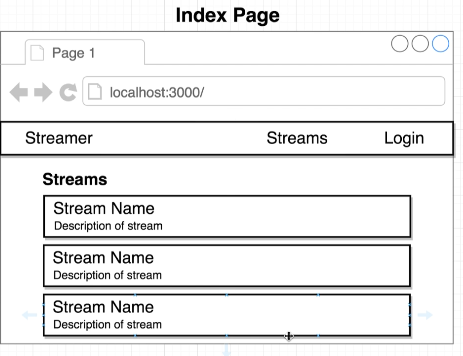 Index Page
Page 1
localhost:3000/
Streamer Streams Login
Streams
Stream Name
Description of stream
Stream Name
Description of stream
Stream Name
Description of stream